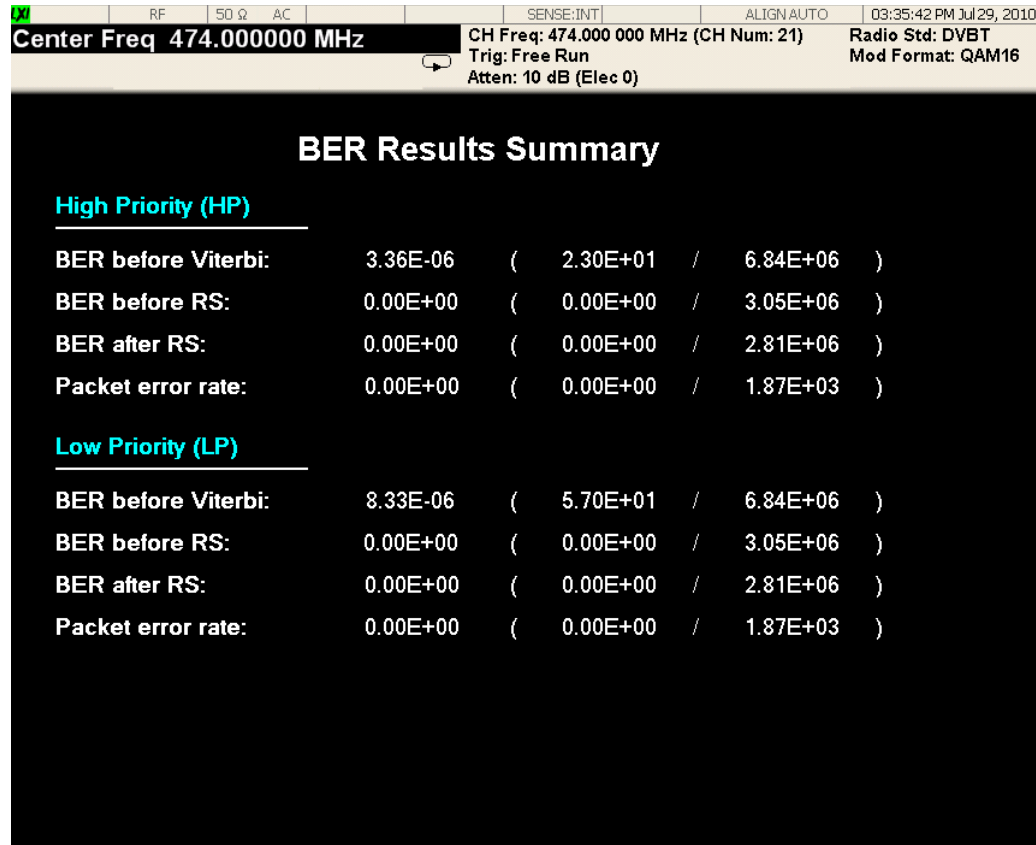 LXI RF 50 Ω AC SENSE:INT ALIGN AUTO 03:35:42 PM Jul 29, 2010
Center Freq 474.000000 MHz
CH Freq: 474.000 000 MHz (CH Num: 21)
Trig: Free Run
Atten: 10 dB (Elec 0)
Radio Std: DVBT
Mod Format: QAM16
BER Results Summary
High Priority (HP)
BER before Viterbi: 3.36E-06 ( 2.30E+01 / 6.84E+06 )
BER before RS: 0.00E+00 ( 0.00E+00 / 3.05E+06 )
BER after RS: 0.00E+00 ( 0.00E+00 / 2.81E+06 )
Packet error rate: 0.00E+00 ( 0.00E+00 / 1.87E+03 )
Low Priority (LP)
BER before Viterbi: 8.33E-06 ( 5.70E+01 / 6.84E+06 )
BER before RS: 0.00E+00 ( 0.00E+00 / 3.05E+06 )
BER after RS: 0.00E+00 ( 0.00E+00 / 2.81E+06 )
Packet error rate: 0.00E+00 ( 0.00E+00 / 1.87E+03 )